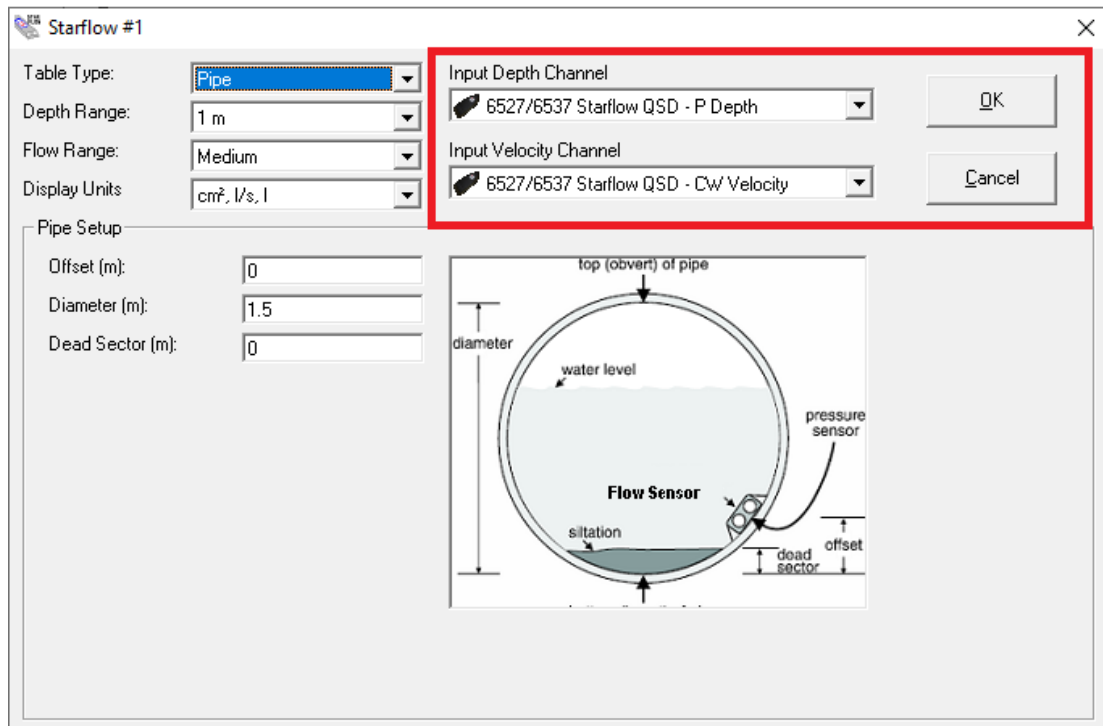 Starflow #1
Table Type:
Pipe
Depth Range:
1 m
Flow Range:
Medium
Display Units
cm², l/s, l
Input Depth Channel
6527/6537 Starflow QSD - P Depth
Input Velocity Channel
6527/6537 Starflow QSD - CW Velocity
OK
Cancel
Pipe Setup
Offset (m):
0
Diameter (m):
1.5
Dead Sector (m):
0
top (obvert) of pipe
diameter
water level
pressure
sensor
Flow Sensor
siltation
dead
sector
offset